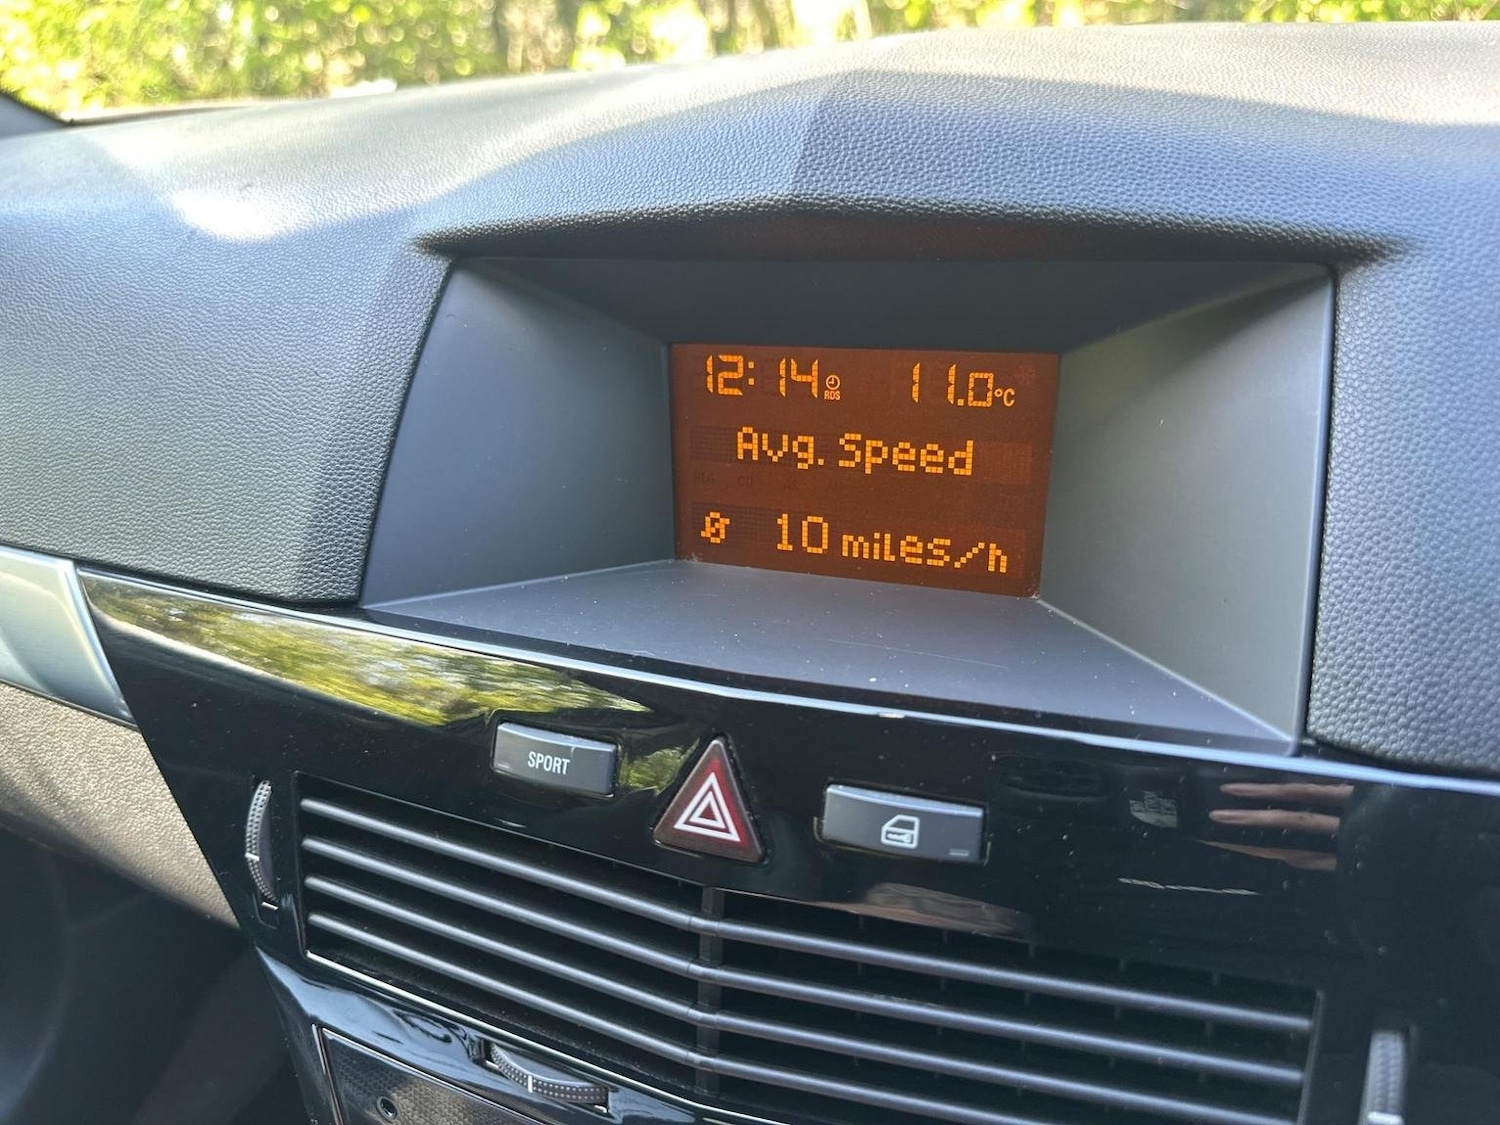 12:14 RDS 11.0°C
Avg. Speed
Ø 10 miles/h
SPORT